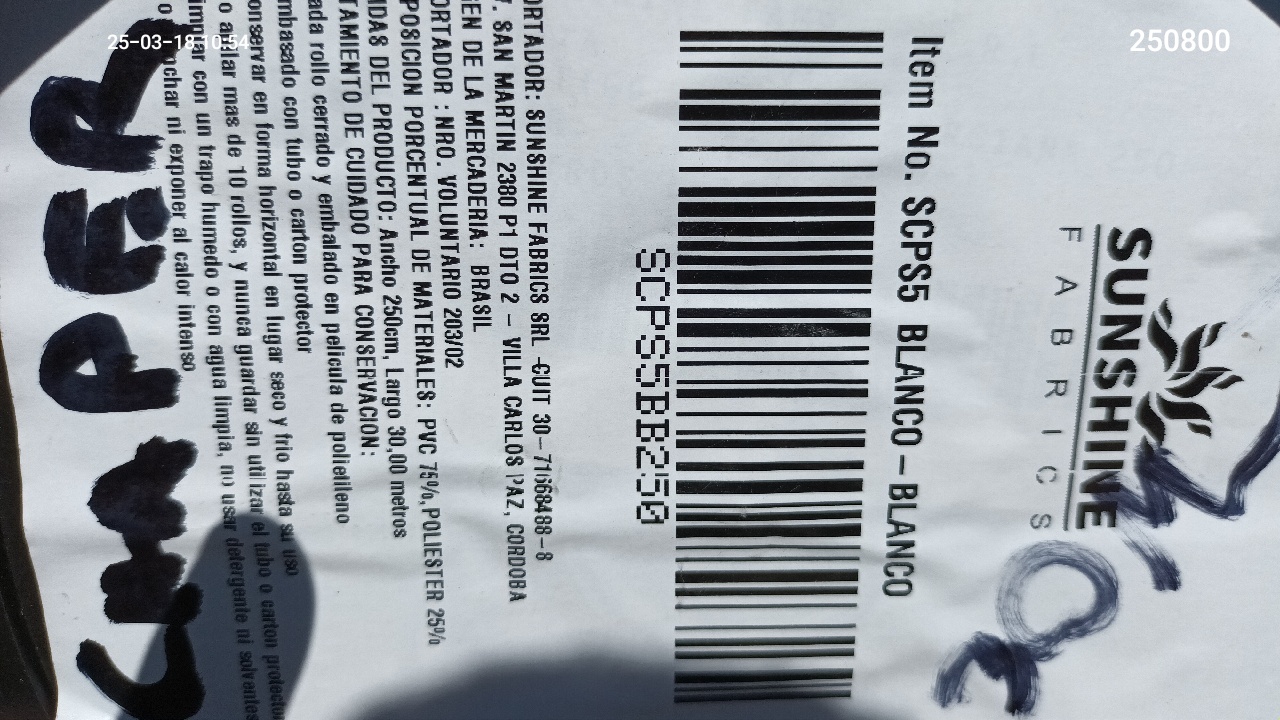 25-03-18 10:54
250800
SUNSHINE
FABRICS
Item No. SCPS5 BLANCO-BLANCO
SCPS5BB250
ORTADOR: SUNSHINE FABRICS SRL -CUIT 30-71668488-8
. SAN MARTIN 2380 P1 DTO 2 - VLLA CARLOS PAZ, CORDOBA
EN DE LA MERCADERIA: BRASIL
ORTADOR : NRO. VOLUNTARIO 203/02
POSICION PORCENTUAL DE MATERIALES: PVC 75%,POLIESTER 25%
IDAS DEL PRODUCTO: Ancho 250cm, Largo 30,00 metros
TAMIENTO DE CUIDADO PARA CONSERVACION:
ada rollo cerrado y embalado en pelicula de polietileno
mbasado con tubo o carton protector
onservar en forma horizontal en lugar seco y frio hasta su uso
o apilar mas de 10 rollos, y nunca guardar sin utilizar el tubo o carton protector
impiar con un trapo humedo o con agua limpia, no usar detergente ni solventes
o planchar ni exponer al calor intenso